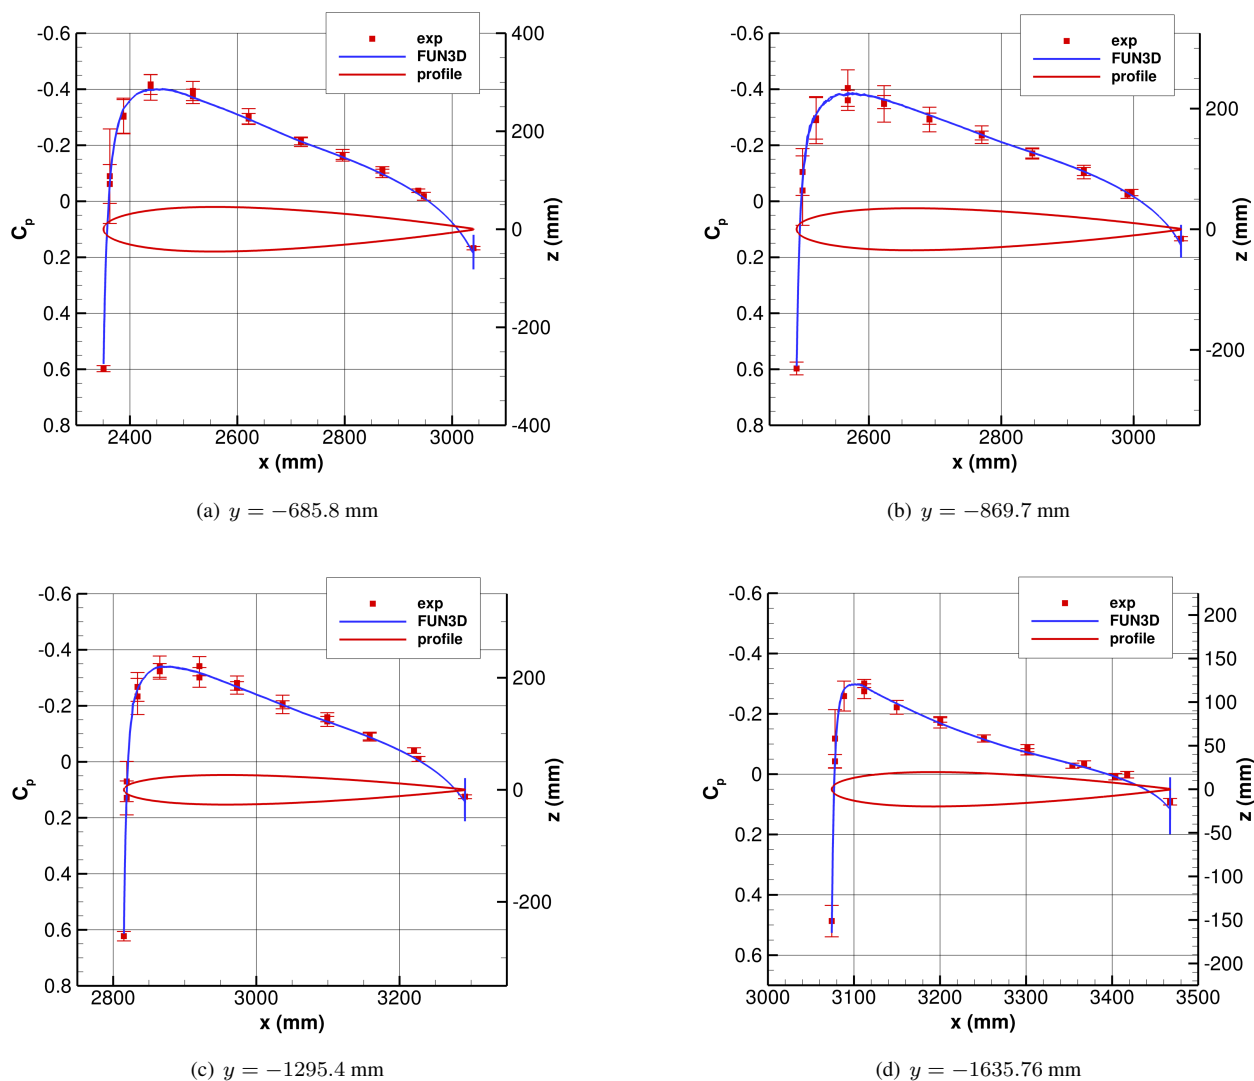 exp
FUN3D
profile
-0.6
-0.4
-0.2
0
0.2
0.4
0.6
0.8
Cp
400
200
0
-200
-400
z (mm)
2400 2600 2800 3000
x (mm)
(a) y = −685.8 mm
exp
FUN3D
profile
-0.6
-0.4
-0.2
0
0.2
0.4
0.6
0.8
Cp
200
0
-200
z (mm)
2600 2800 3000
x (mm)
(b) y = −869.7 mm
exp
FUN3D
profile
-0.6
-0.4
-0.2
0
0.2
0.4
0.6
0.8
Cp
200
0
-200
z (mm)
2800 3000 3200
x (mm)
(c) y = −1295.4 mm
exp
FUN3D
profile
-0.6
-0.4
-0.2
0
0.2
0.4
0.6
Cp
200
150
100
50
0
-50
-100
-150
-200
z (mm)
3000 3100 3200 3300 3400 3500
x (mm)
(d) y = −1635.76 mm